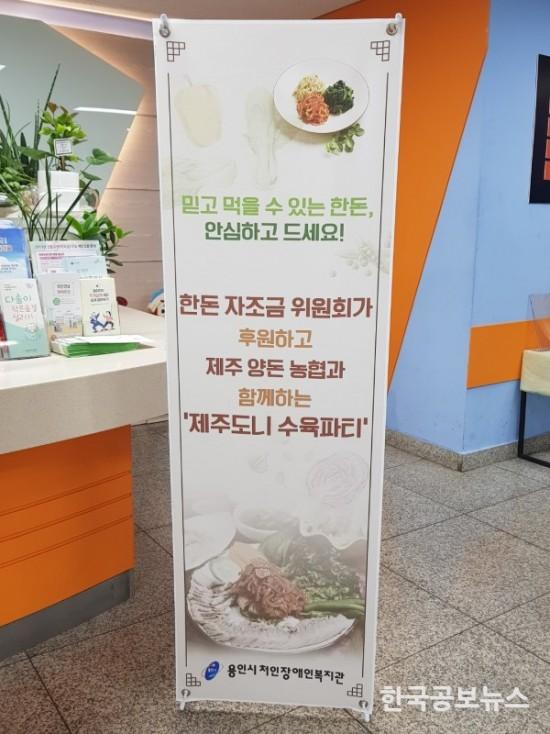 믿고 먹을 수 있는 한돈,
안심하고 드세요!
한돈 자조금 위원회가
후원하고
제주 양돈 농협과
함께하는
'제주도니 수육파티'
용인시처인장애인복지관
다울이
한국공보뉴스